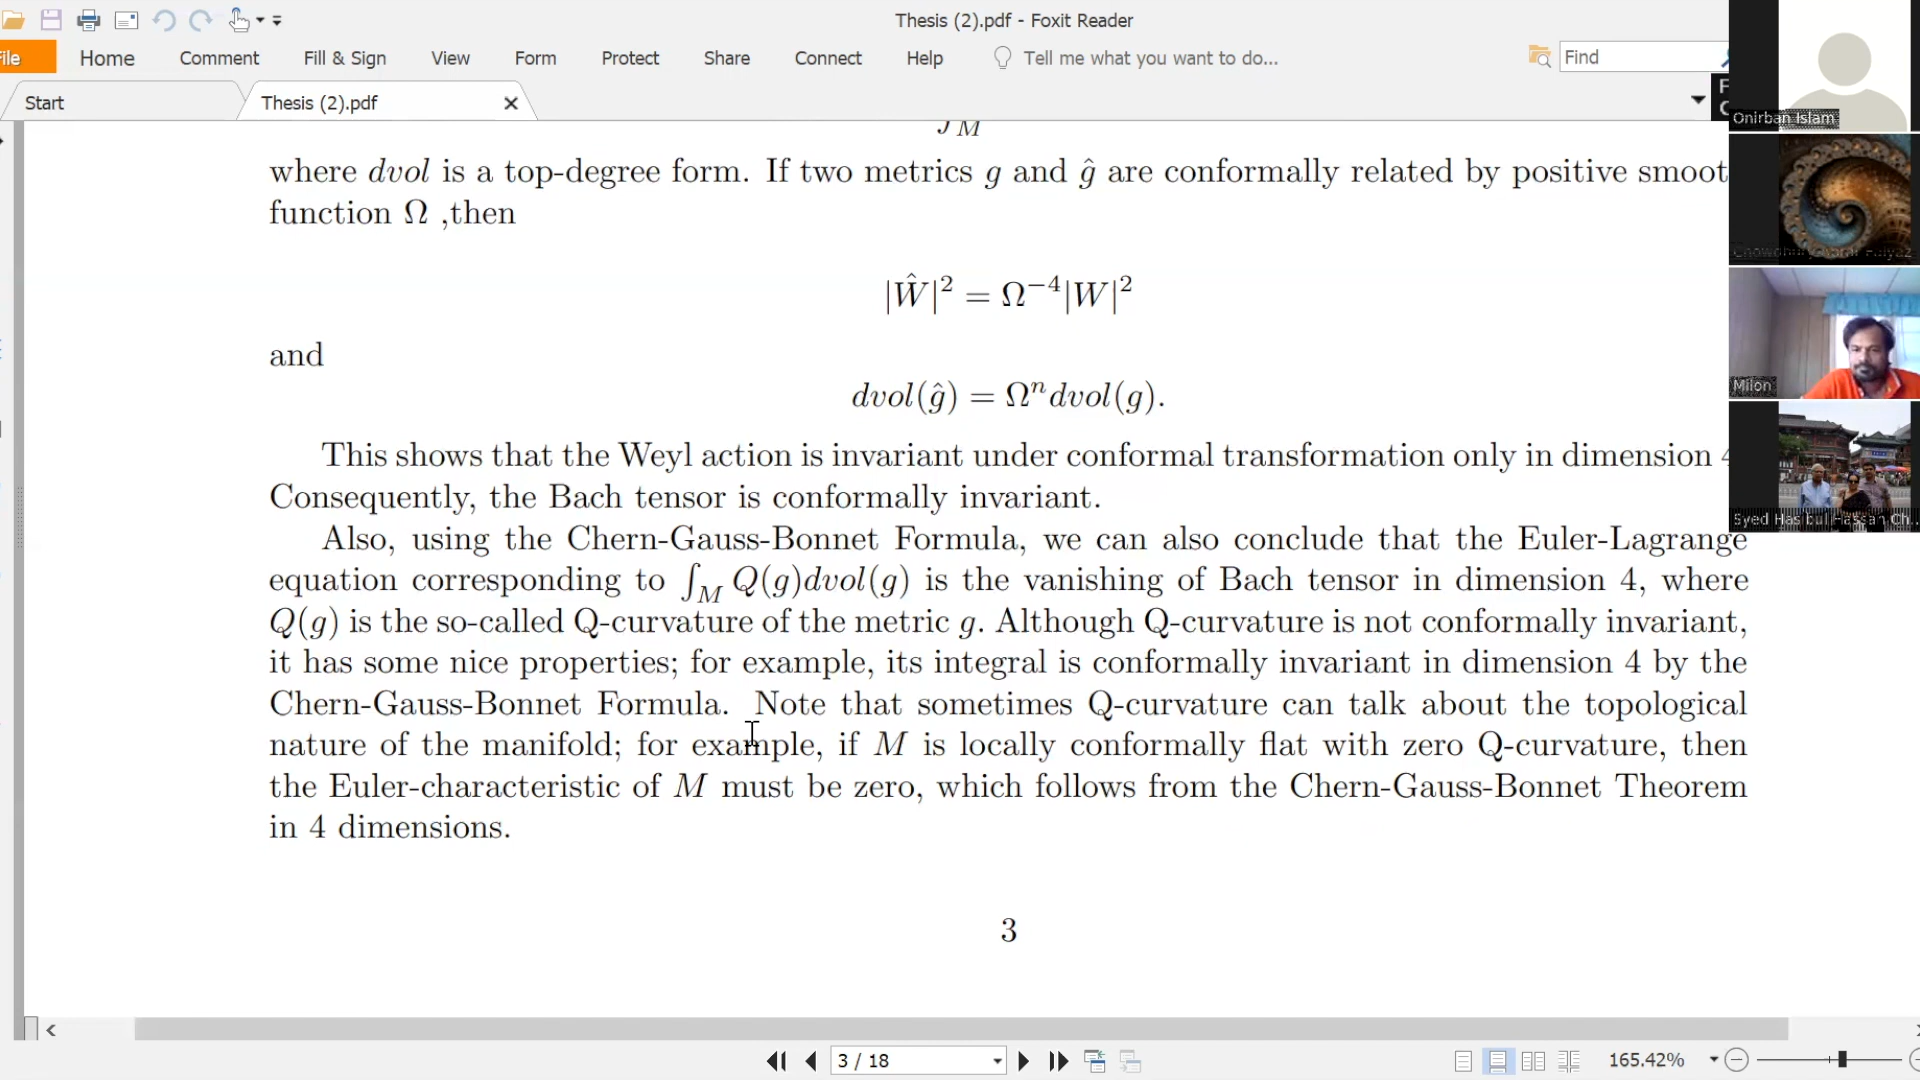 Thesis (2).pdf - Foxit Reader
File Home Comment Fill & Sign View Form Protect Share Connect Help Tell me what you want to do... Find
Start Thesis (2).pdf
∫M
where dvol is a top-degree form. If two metrics g and ĝ are conformally related by positive smoot
function Ω ,then
|Ŵ|² = Ω⁻⁴|W|²
and
dvol(ĝ) = Ωⁿdvol(g).
This shows that the Weyl action is invariant under conformal transformation only in dimension 4
Consequently, the Bach tensor is conformally invariant.
Also, using the Chern-Gauss-Bonnet Formula, we can also conclude that the Euler-Lagrange
equation corresponding to ∫M Q(g)dvol(g) is the vanishing of Bach tensor in dimension 4, where
Q(g) is the so-called Q-curvature of the metric g. Although Q-curvature is not conformally invariant,
it has some nice properties; for example, its integral is conformally invariant in dimension 4 by the
Chern-Gauss-Bonnet Formula. Note that sometimes Q-curvature can talk about the topological
nature of the manifold; for example, if M is locally conformally flat with zero Q-curvature, then
the Euler-characteristic of M must be zero, which follows from the Chern-Gauss-Bonnet Theorem
in 4 dimensions.
3
3 / 18
165.42%
Onirban Islam
Milon
Syed Hasibul Hassan Ch...